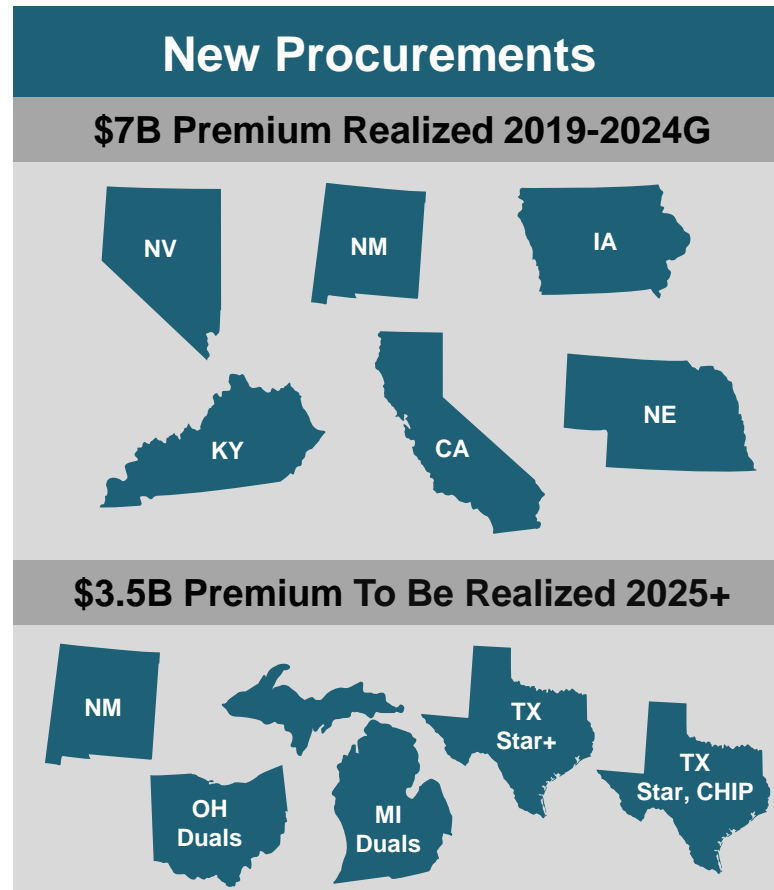 New Procurements
$7B Premium Realized 2019-2024G
NV
NM
IA
KY
CA
NE
$3.5B Premium To Be Realized 2025+
NM
OH
Duals
MI
Duals
TX
Star+
TX
Star, CHIP